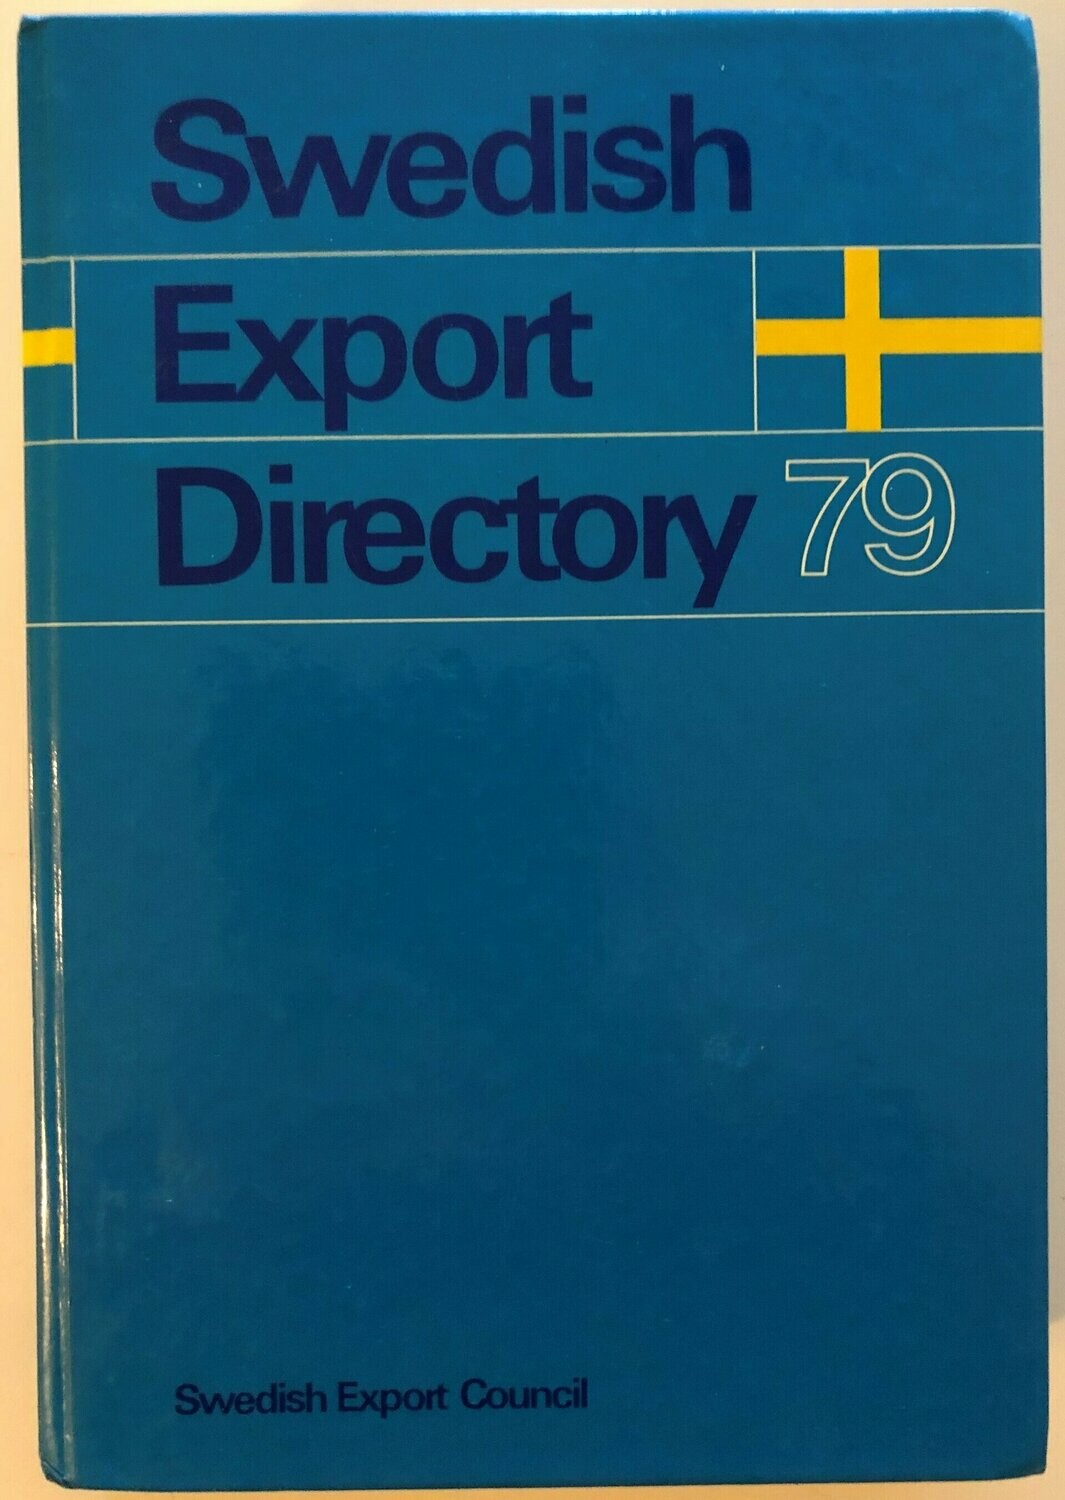 Swedish
Export
Directory 79
Swedish Export Council